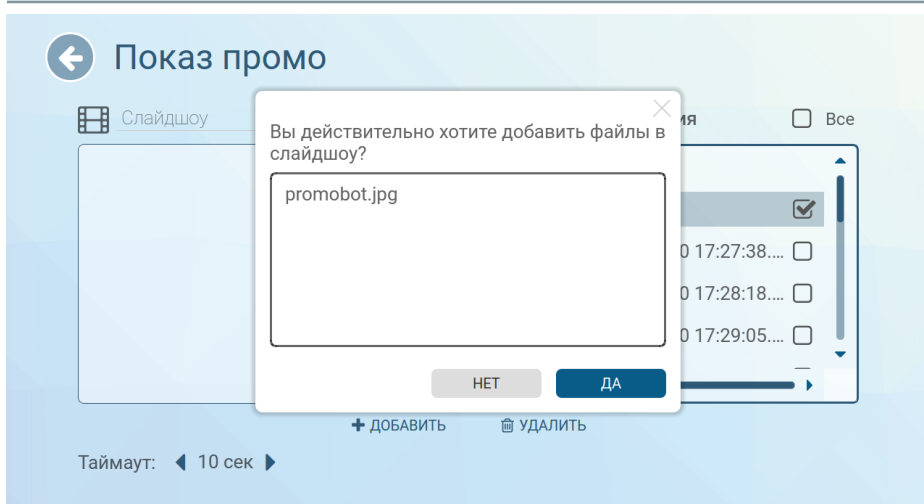 Показ промо
Слайдшоу
Все
Вы действительно хотите добавить файлы в
слайдшоу?
promobot.jpg
0 17:27:38....
0 17:28:18....
0 17:29:05....
НЕТ
ДА
ДОБАВИТЬ
УДАЛИТЬ
Таймаут:
10 сек